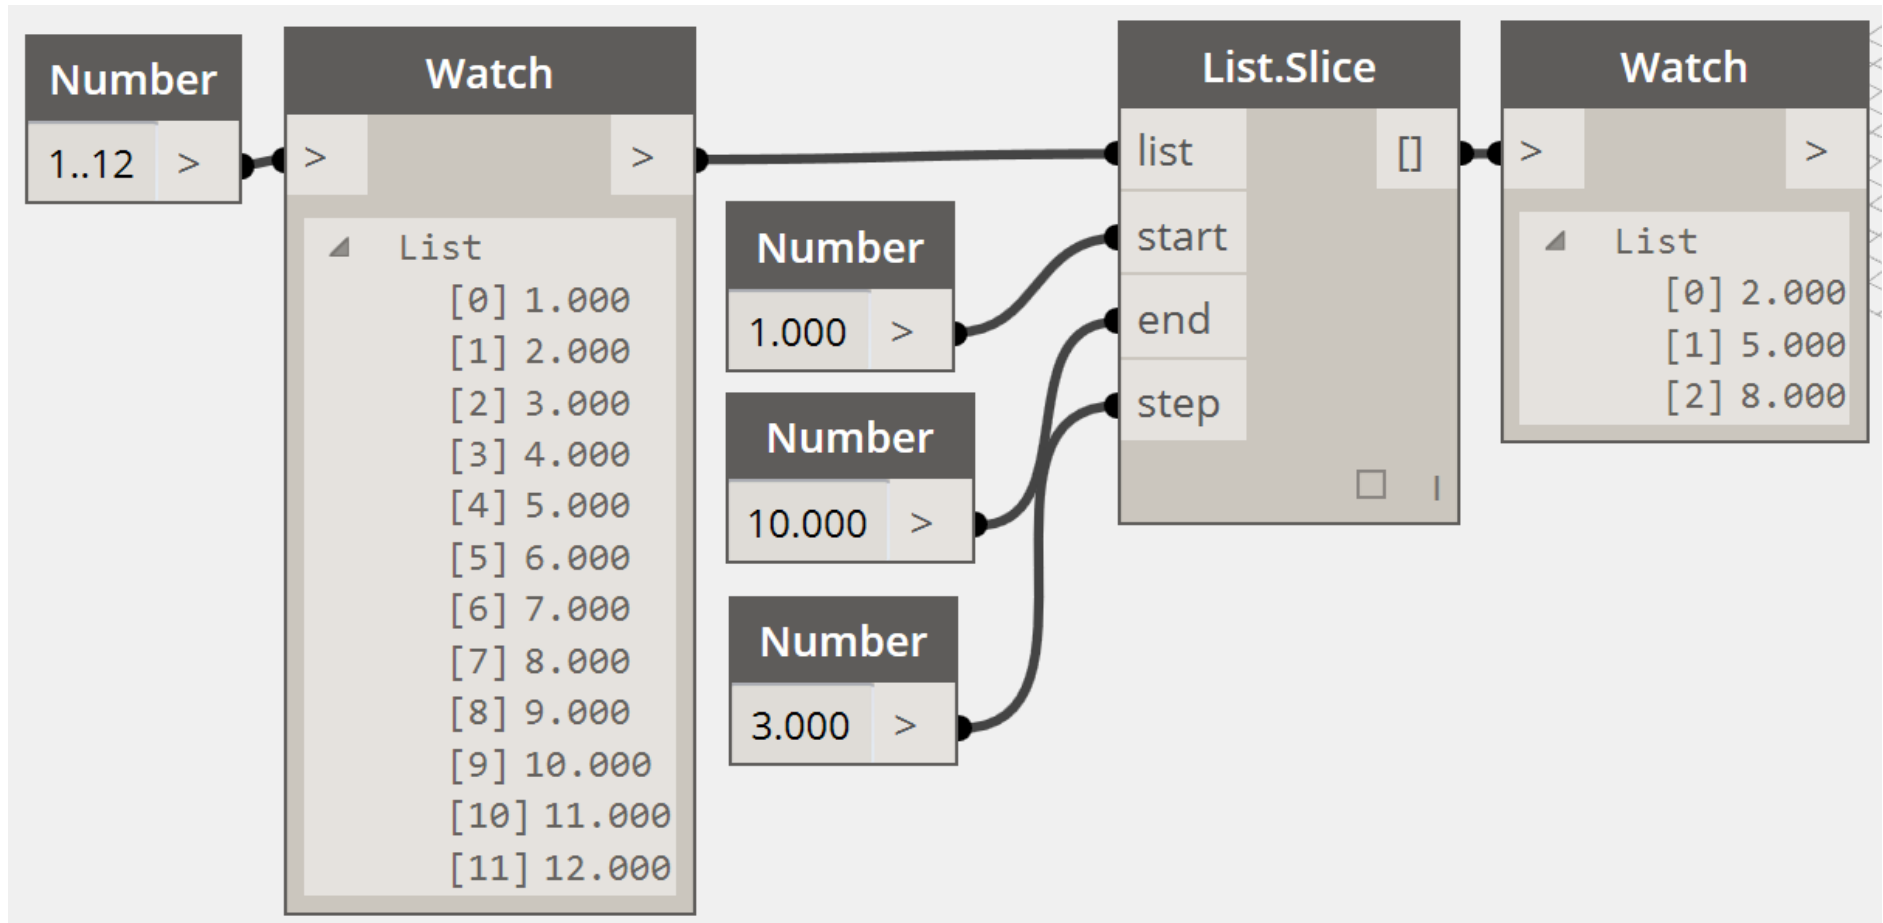 Number
1..12 >
Watch
> >
List
[0] 1.000
[1] 2.000
[2] 3.000
[3] 4.000
[4] 5.000
[5] 6.000
[6] 7.000
[7] 8.000
[8] 9.000
[9] 10.000
[10] 11.000
[11] 12.000
Number
1.000 >
Number
10.000 >
Number
3.000 >
List.Slice
list []
start
end
step
Watch
> >
List
[0] 2.000
[1] 5.000
[2] 8.000